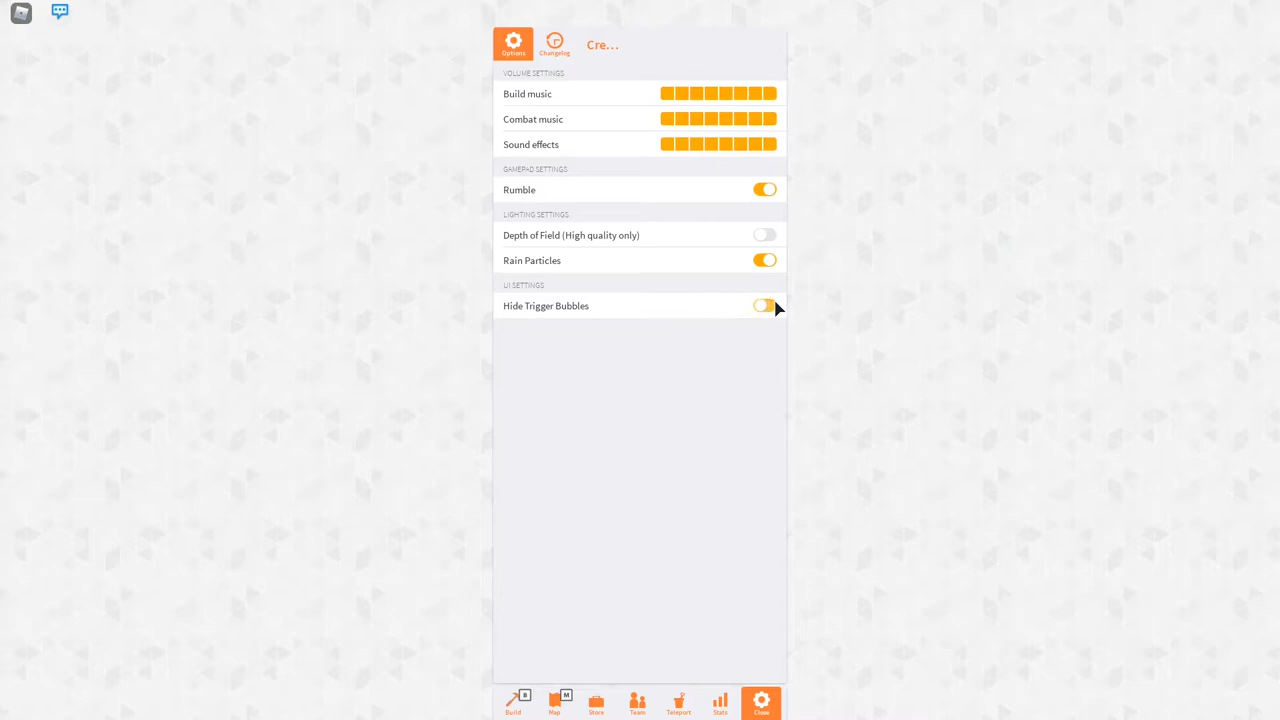 Options
Changelog
Cre...
VOLUME SETTINGS
Build music
Combat music
Sound effects
GAMEPAD SETTINGS
Rumble
LIGHTING SETTINGS
Depth of Field (High quality only)
Rain Particles
UI SETTINGS
Hide Trigger Bubbles
B
M
Build
Map
Store
Team
Teleport
Stats
Close